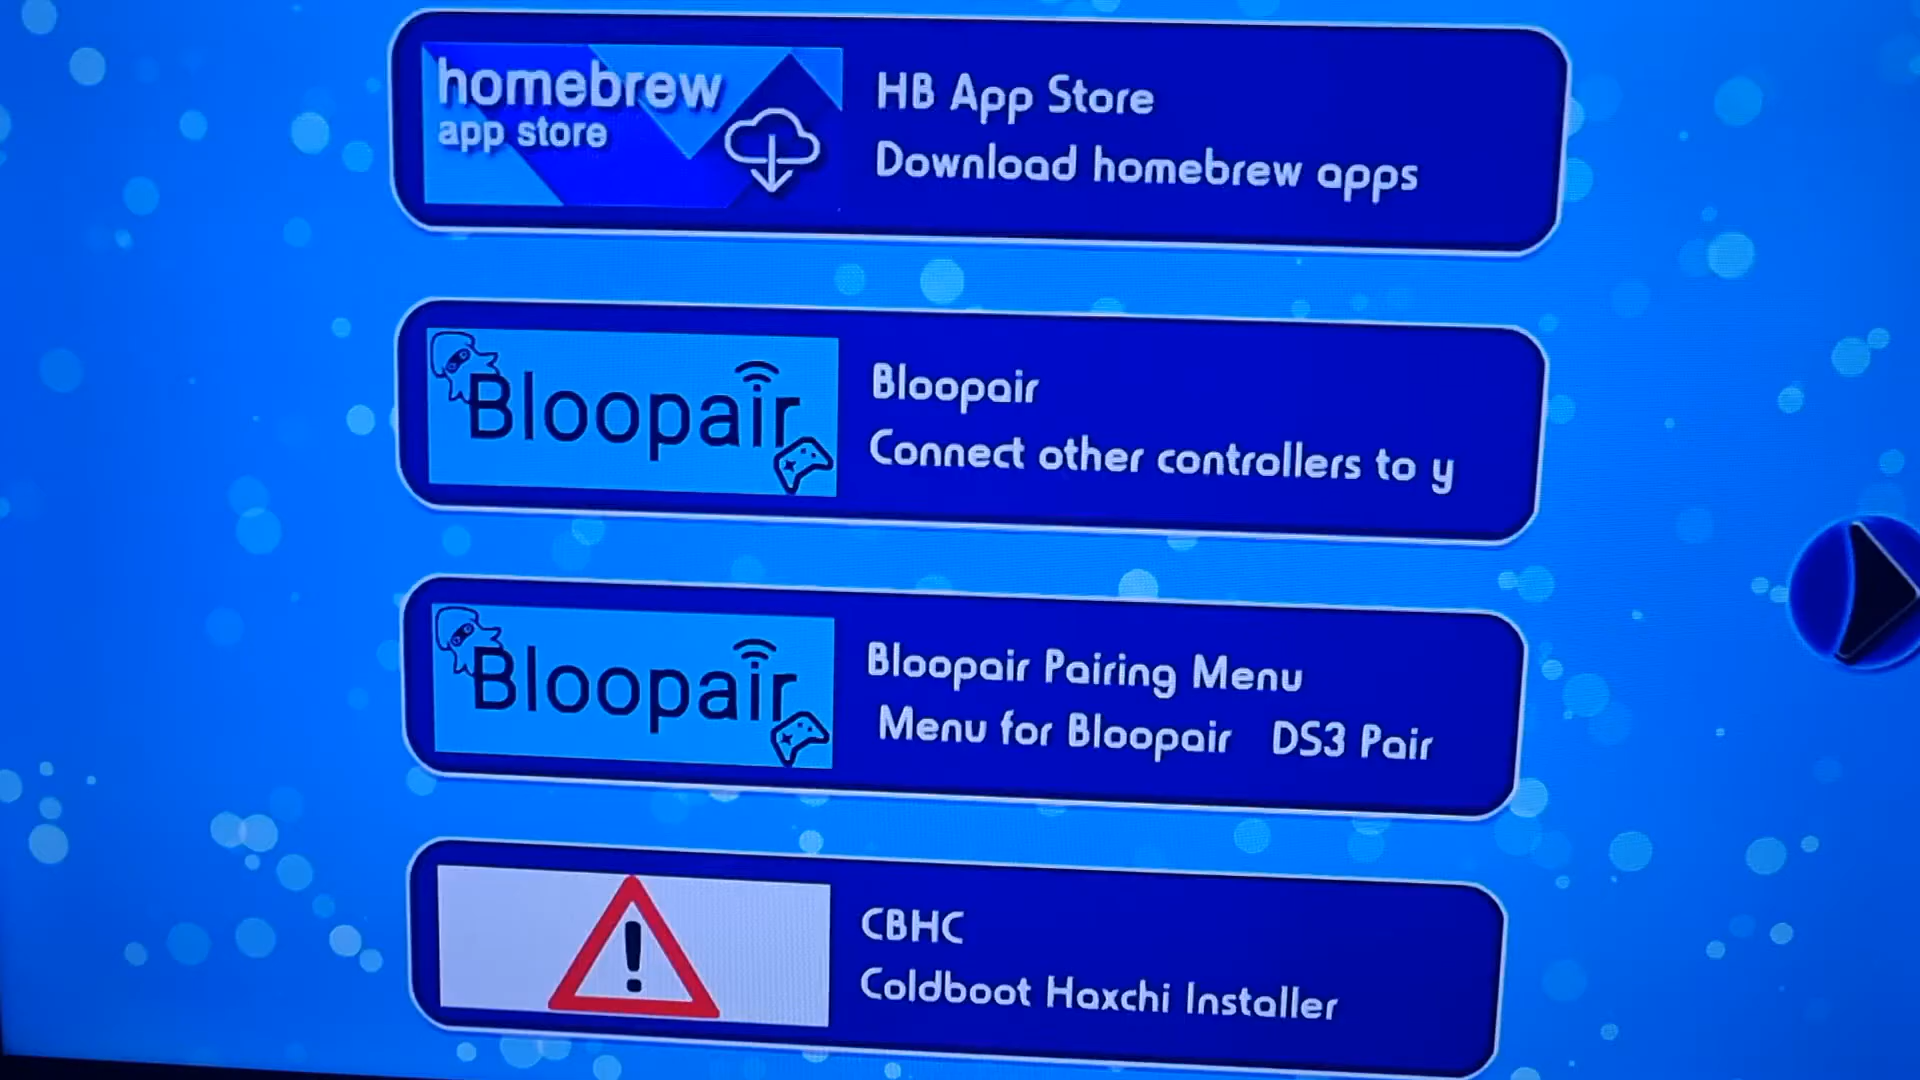 homebrew
app store
HB App Store
Download homebrew apps
Bloopair
Bloopair
Connect other controllers to y
Bloopair
Bloopair Pairing Menu
Menu for Bloopair DS3 Pair
CBHC
Coldboot Haxchi Installer